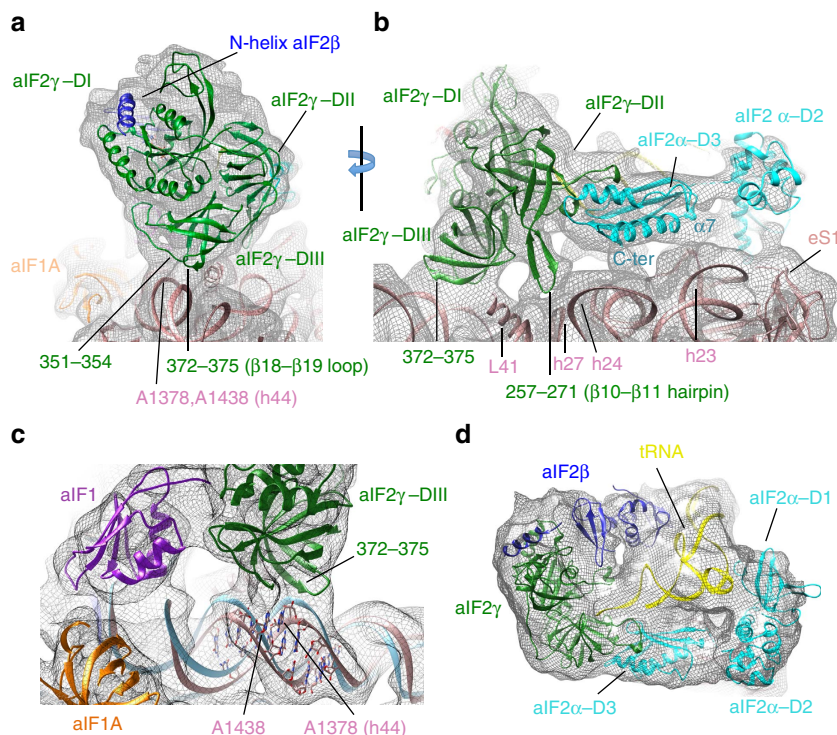 a
N-helix aIF2β
aIF2γ–DI
aIF2γ–DII
aIF1A
aIF2γ–DIII
351–354
372–375 (β18–β19 loop)
A1378,A1438 (h44)
b
aIF2γ–DI
aIF2γ–DII
aIF2 α–D2
aIF2α–D3
aIF2γ–DIII
α7
eS1
C-ter
372–375
L41
h27
h24
h23
257–271 (β10–β11 hairpin)
c
aIF1
aIF2γ–DIII
372–375
aIF1A
A1438
A1378 (h44)
d
tRNA
aIF2β
aIF2α–D1
aIF2γ
aIF2α–D3
aIF2α–D2